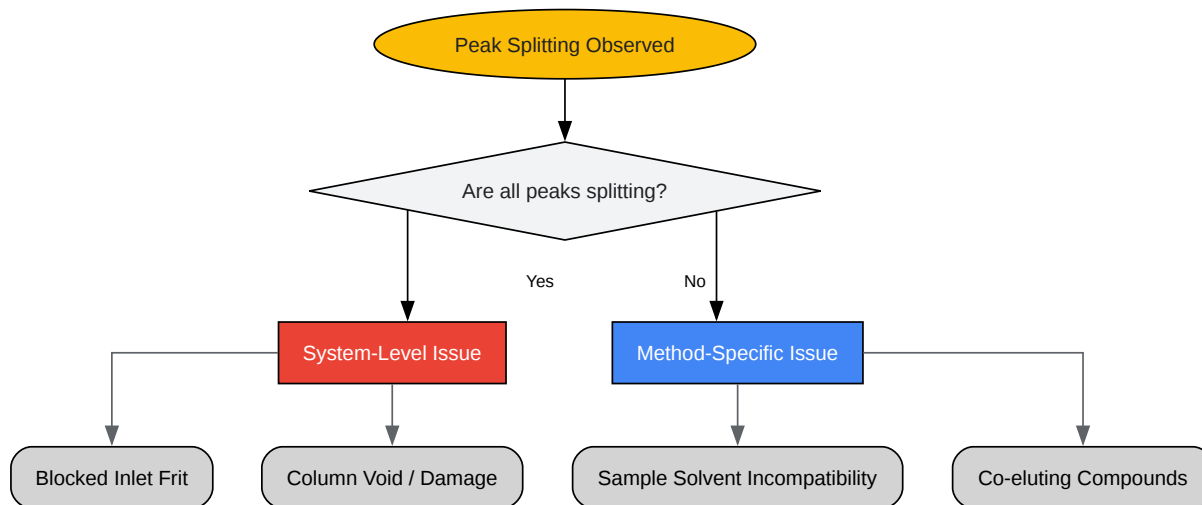 Peak Splitting Observed
Are all peaks splitting?
Yes
No
System-Level Issue
Method-Specific Issue
Blocked Inlet Frit
Column Void / Damage
Sample Solvent Incompatibility
Co-eluting Compounds